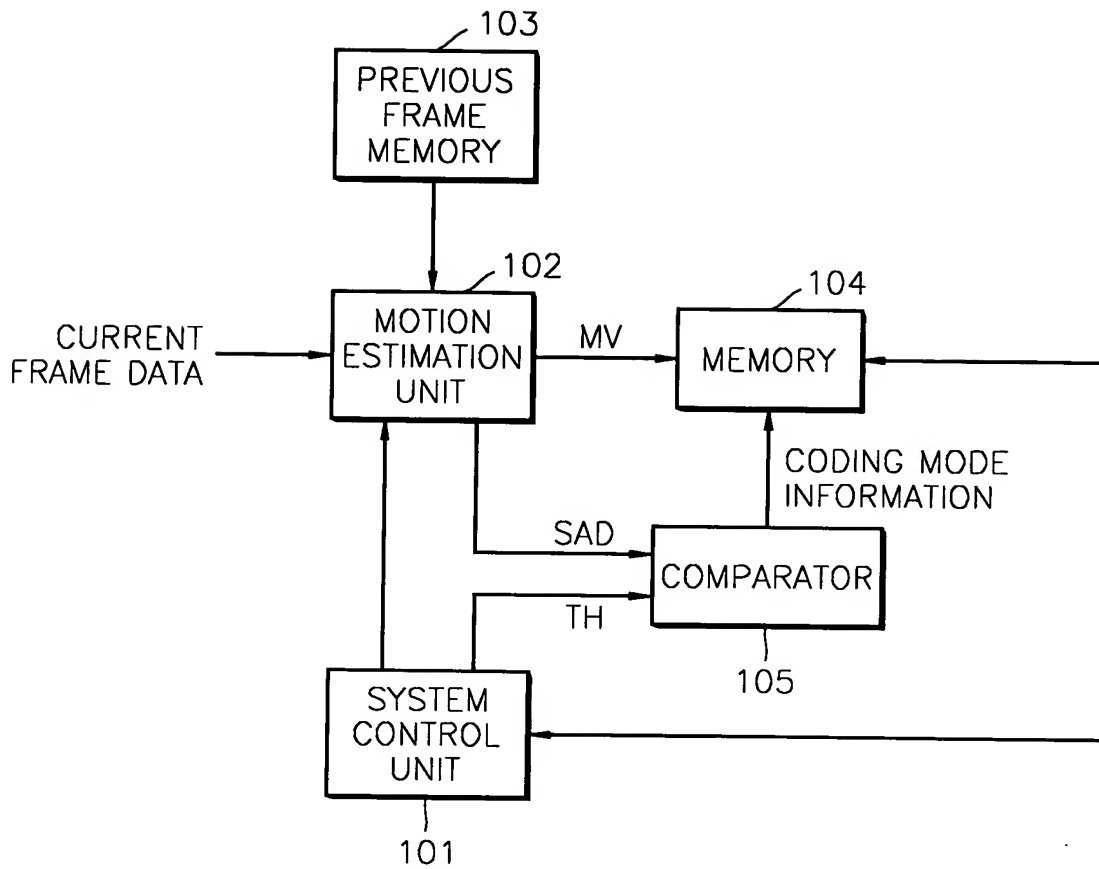 103
PREVIOUS
FRAME
MEMORY
102
MOTION
ESTIMATION
UNIT
CURRENT
FRAME DATA
MV
104
MEMORY
CODING MODE
INFORMATION
SAD
TH
COMPARATOR
105
SYSTEM
CONTROL
UNIT
101